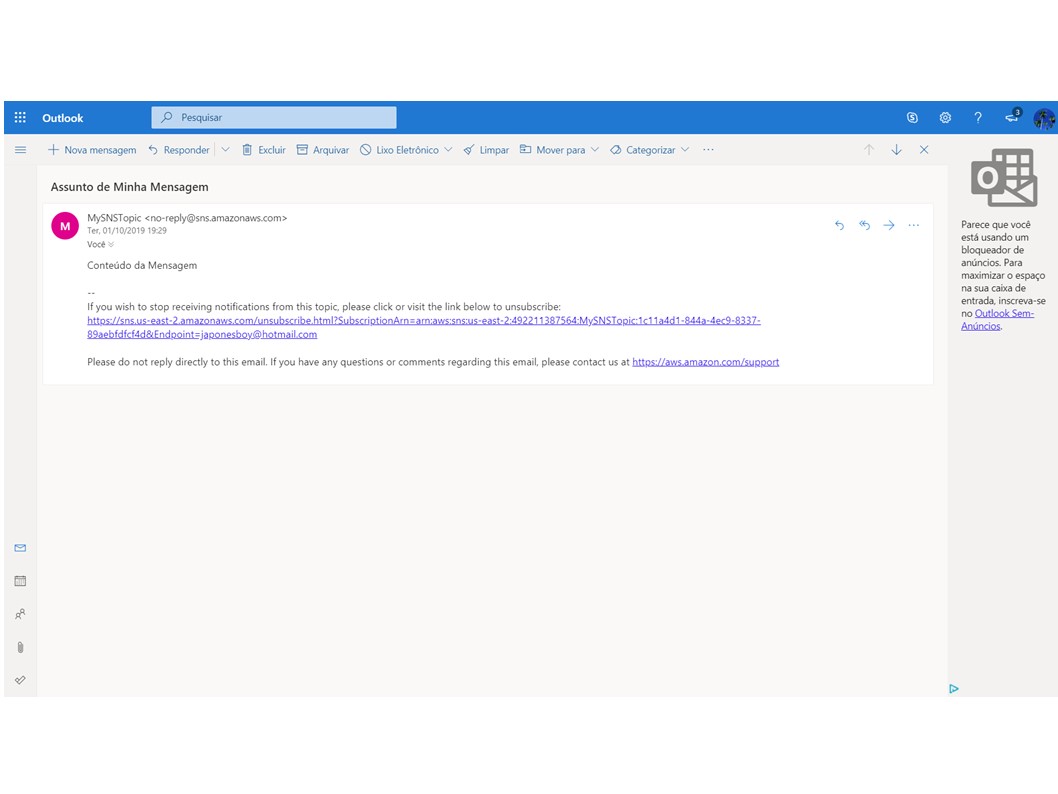 Outlook
Pesquisar
3
Nova mensagem Responder Excluir Arquivar Lixo Eletrônico Limpar Mover para Categorizar ...
Assunto de Minha Mensagem
M
MySNSTopic <no-reply@sns.amazonaws.com>
Ter, 01/10/2019 19:29
Você
Conteúdo da Mensagem
--
If you wish to stop receiving notifications from this topic, please click or visit the link below to unsubscribe:
https://sns.us-east-2.amazonaws.com/unsubscribe.html?SubscriptionArn=arn:aws:sns:us-east-2:492211387564:MySNSTopic:1c11a4d1-844a-4ec9-8337-
89aebfdfcf4d&Endpoint=japonesboy@hotmail.com
Please do not reply directly to this email. If you have any questions or comments regarding this email, please contact us at https://aws.amazon.com/support
Parece que você
está usando um
bloqueador de
anúncios. Para
maximizar o espaço
na sua caixa de
entrada, inscreva-se
no Outlook Sem-
Anúncios.